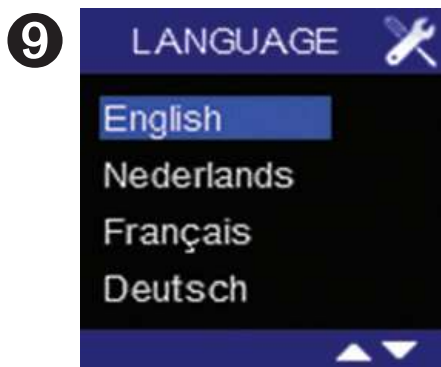 9
LANGUAGE
English
Nederlands
Français
Deutsch